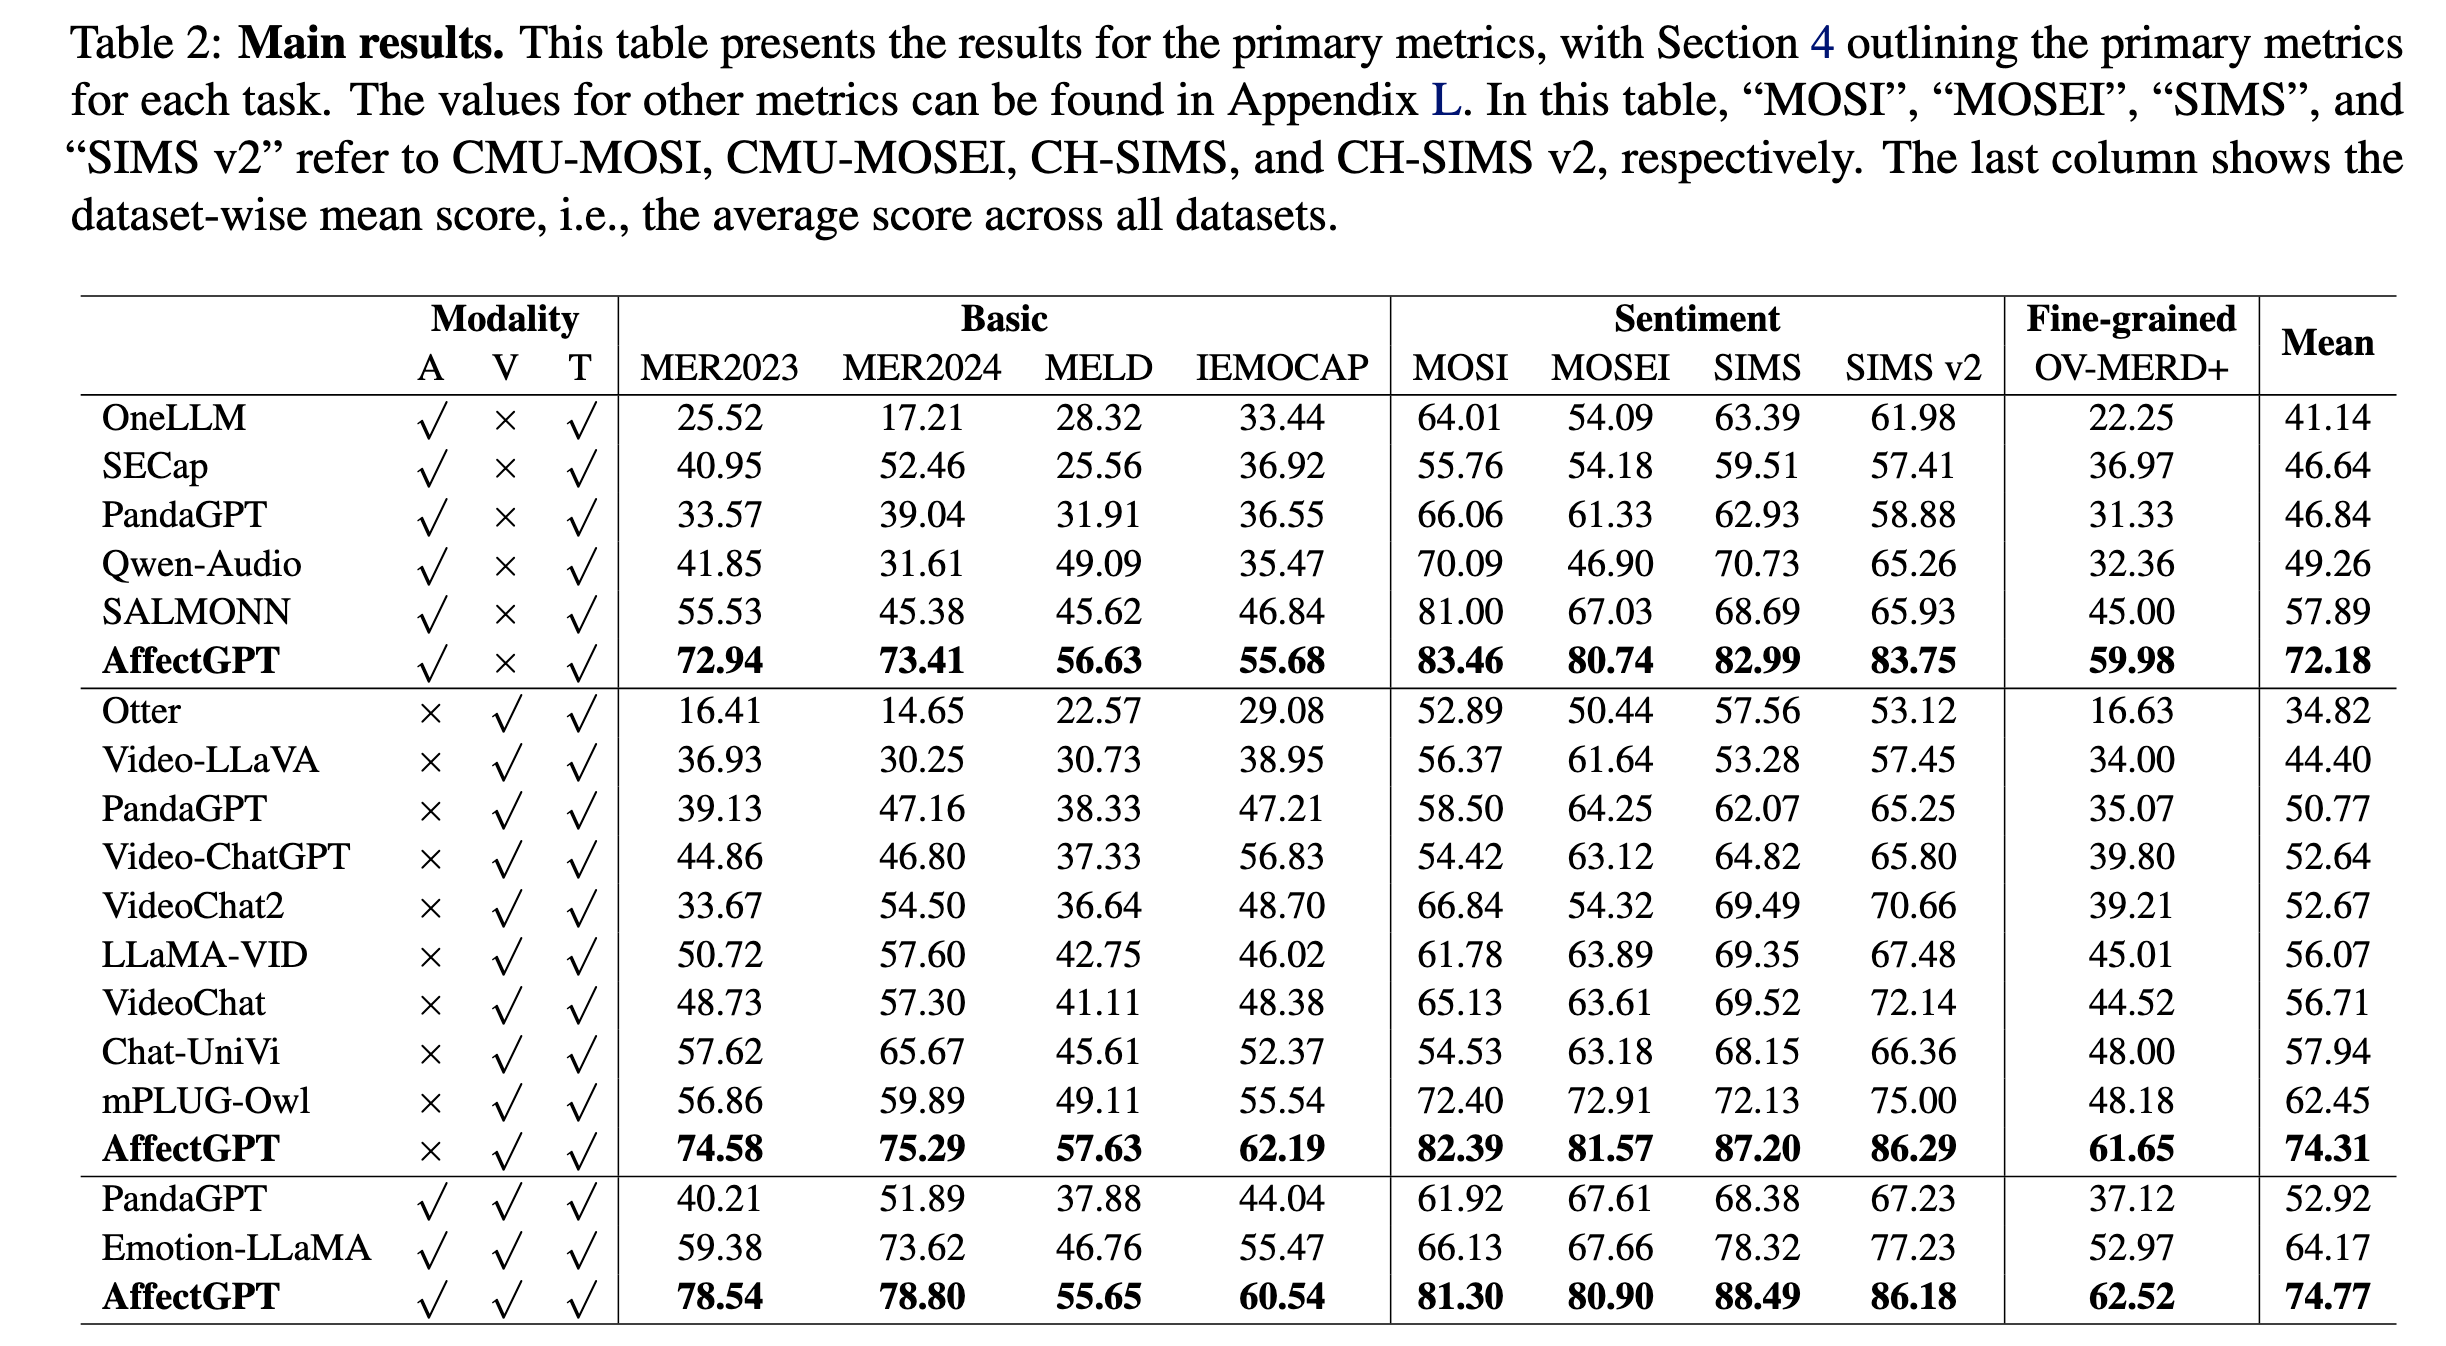 Table 2: Main results. This table presents the results for the primary metrics, with Section 4 outlining the primary metrics
for each task. The values for other metrics can be found in Appendix L. In this table, “MOSI”, “MOSEI”, “SIMS”, and
“SIMS v2” refer to CMU-MOSI, CMU-MOSEI, CH-SIMS, and CH-SIMS v2, respectively. The last column shows the
dataset-wise mean score, i.e., the average score across all datasets.
Modality Basic Sentiment Fine-grained Mean
A V T MER2023 MER2024 MELD IEMOCAP MOSI MOSEI SIMS SIMS v2 OV-MERD+
OneLLM √ × √ 25.52 17.21 28.32 33.44 64.01 54.09 63.39 61.98 22.25 41.14
SECap √ × √ 40.95 52.46 25.56 36.92 55.76 54.18 59.51 57.41 36.97 46.64
PandaGPT √ × √ 33.57 39.04 31.91 36.55 66.06 61.33 62.93 58.88 31.33 46.84
Qwen-Audio √ × √ 41.85 31.61 49.09 35.47 70.09 46.90 70.73 65.26 32.36 49.26
SALMONN √ × √ 55.53 45.38 45.62 46.84 81.00 67.03 68.69 65.93 45.00 57.89
AffectGPT √ × √ 72.94 73.41 56.63 55.68 83.46 80.74 82.99 83.75 59.98 72.18
Otter × √ √ 16.41 14.65 22.57 29.08 52.89 50.44 57.56 53.12 16.63 34.82
Video-LLaVA × √ √ 36.93 30.25 30.73 38.95 56.37 61.64 53.28 57.45 34.00 44.40
PandaGPT × √ √ 39.13 47.16 38.33 47.21 58.50 64.25 62.07 65.25 35.07 50.77
Video-ChatGPT × √ √ 44.86 46.80 37.33 56.83 54.42 63.12 64.82 65.80 39.80 52.64
VideoChat2 × √ √ 33.67 54.50 36.64 48.70 66.84 54.32 69.49 70.66 39.21 52.67
LLaMA-VID × √ √ 50.72 57.60 42.75 46.02 61.78 63.89 69.35 67.48 45.01 56.07
VideoChat × √ √ 48.73 57.30 41.11 48.38 65.13 63.61 69.52 72.14 44.52 56.71
Chat-UniVi × √ √ 57.62 65.67 45.61 52.37 54.53 63.18 68.15 66.36 48.00 57.94
mPLUG-Owl × √ √ 56.86 59.89 49.11 55.54 72.40 72.91 72.13 75.00 48.18 62.45
AffectGPT × √ √ 74.58 75.29 57.63 62.19 82.39 81.57 87.20 86.29 61.65 74.31
PandaGPT √ √ √ 40.21 51.89 37.88 44.04 61.92 67.61 68.38 67.23 37.12 52.92
Emotion-LLaMA √ √ √ 59.38 73.62 46.76 55.47 66.13 67.66 78.32 77.23 52.97 64.17
AffectGPT √ √ √ 78.54 78.80 55.65 60.54 81.30 80.90 88.49 86.18 62.52 74.77